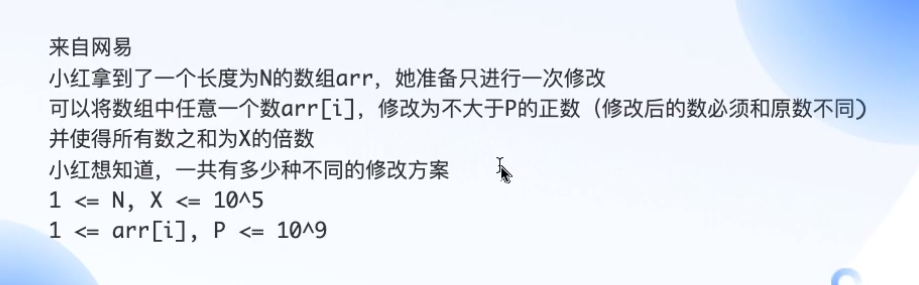 来自网易
小红拿到了一个长度为N的数组arr，她准备只进行一次修改
可以将数组中任意一个数arr[i]，修改为不大于P的正数（修改后的数必须和原数不同)
并使得所有数之和为X的倍数
小红想知道，一共有多少种不同的修改方案
1 <= N, X <= 10^5
1 <= arr[i], P <= 10^9